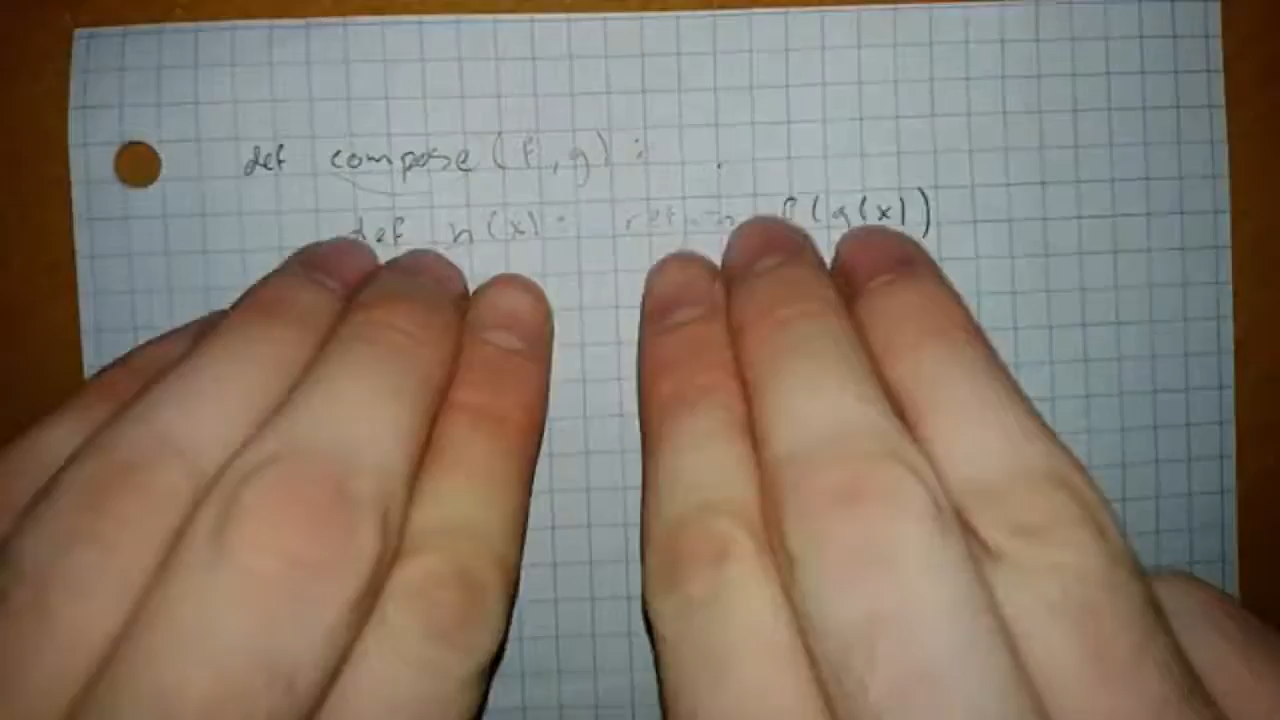 def compose(f,g):
def h(x): return f(g(x))